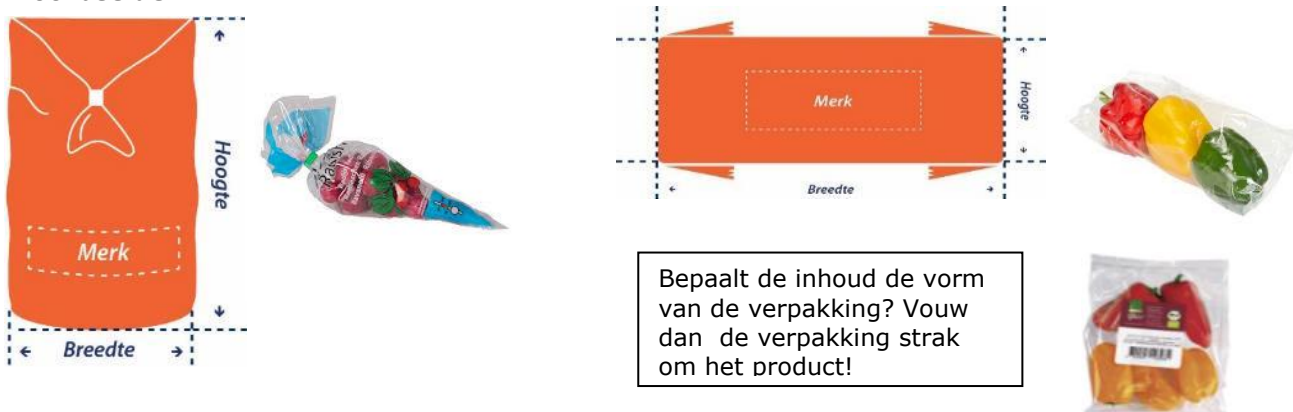 Hoogte
Merk
Breedte
Merk
Hoogte
Breedte
Bepaalt de inhoud de vorm
van de verpakking? Vouw
dan de verpakking strak
om het product!